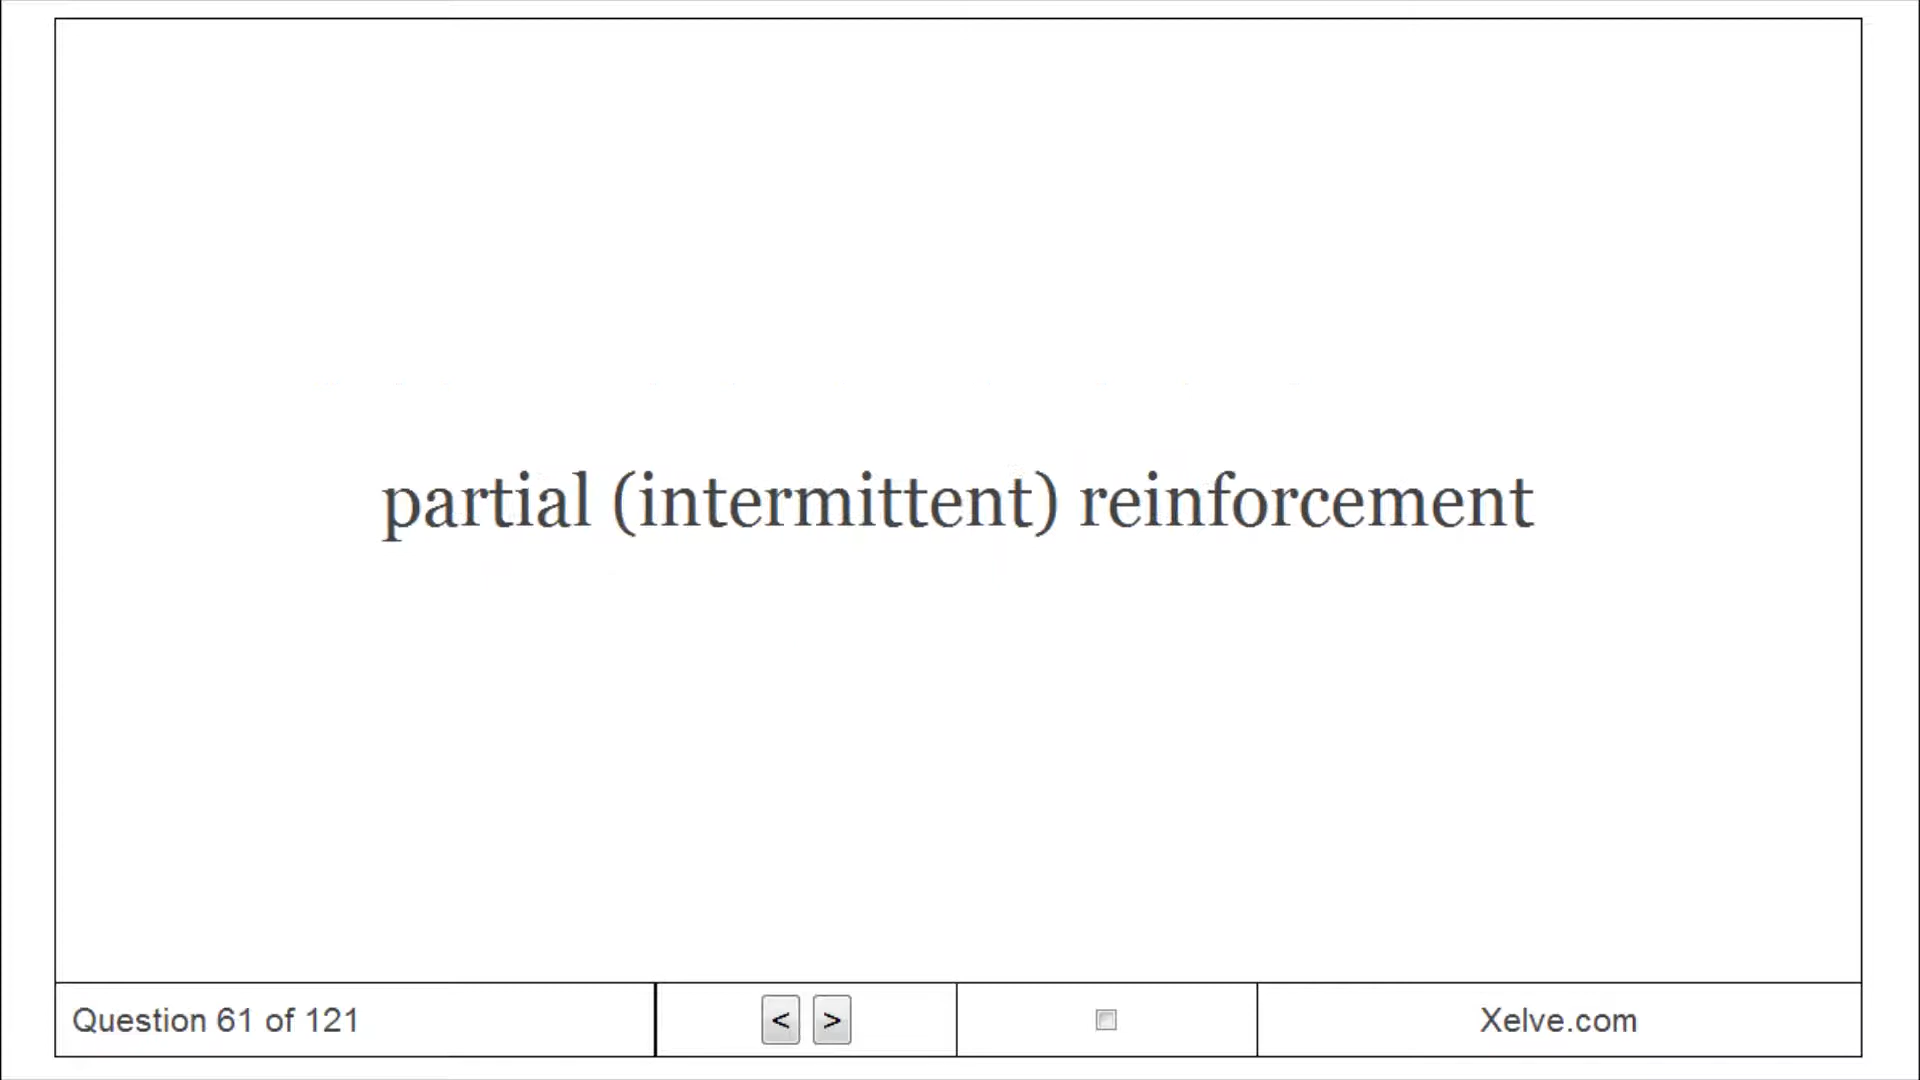 partial (intermittent) reinforcement
Question 61 of 121
< >
Xelve.com